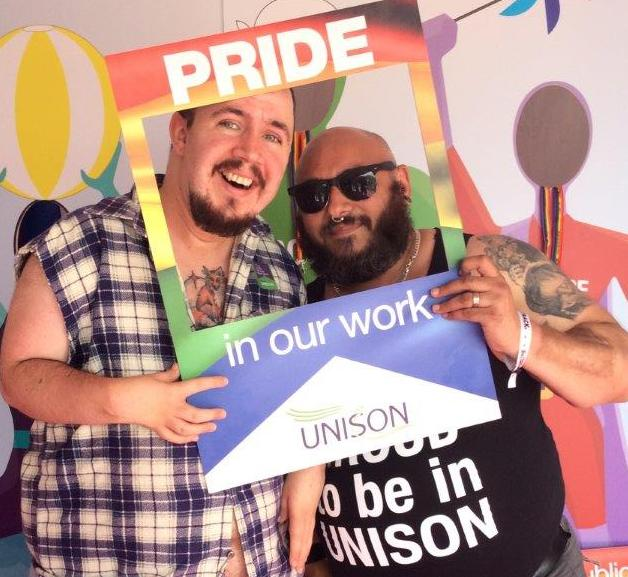 PRIDE
in our work
UNISON
to be in
UNISON